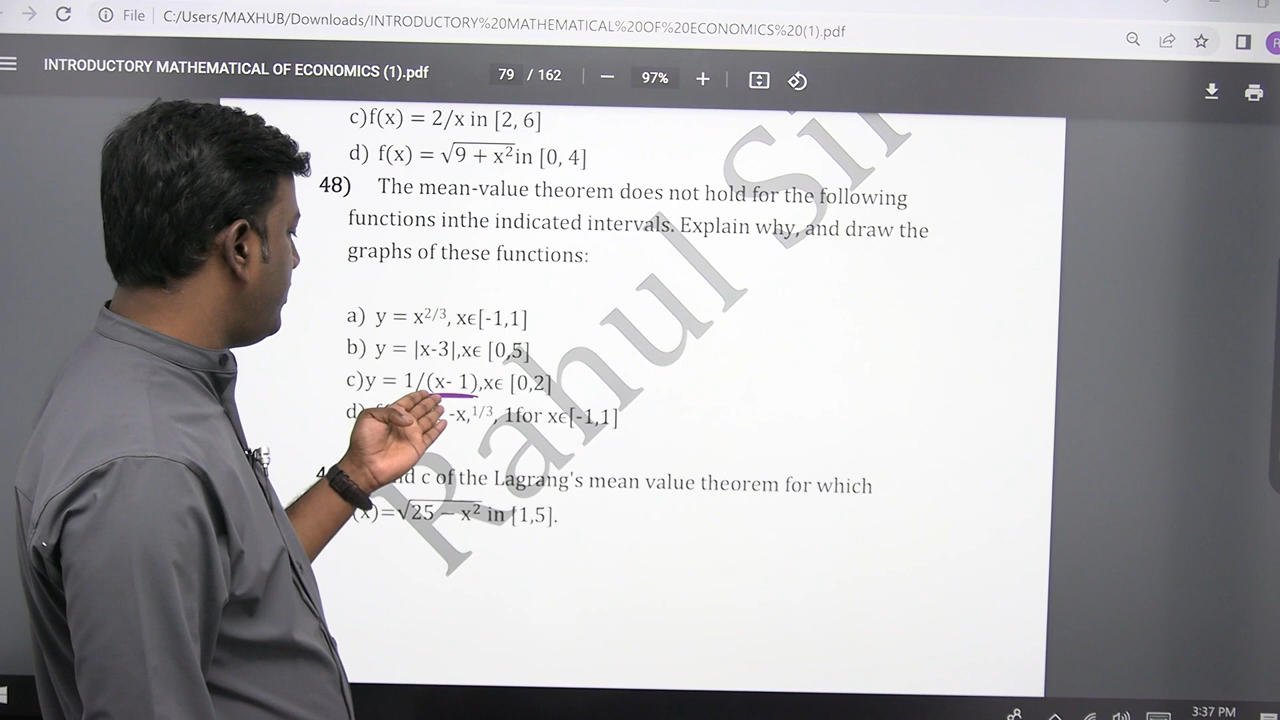 File C:/Users/MAXHUB/Downloads/INTRODUCTORY%20MATHEMATICAL%20OF%20ECONOMICS%20(1).pdf
INTRODUCTORY MATHEMATICAL OF ECONOMICS (1).pdf 79 / 162 97%
c)f(x) = 2/x in [2, 6]
d) f(x) = √9 + x² in [0, 4]
48) The mean-value theorem does not hold for the following
functions inthe indicated intervals. Explain why, and draw the
graphs of these functions:
a) y = x^2/3, xϵ[-1,1]
b) y = |x-3|,xϵ [0,5]
c)y = 1/(x- 1),xϵ [0,2]
d) -x,^1/3, 1for xϵ[-1,1]
c of the Lagrang's mean value theorem for which
(x)=√25 − x² in [1,5].
Rahul Sir
3:37 PM